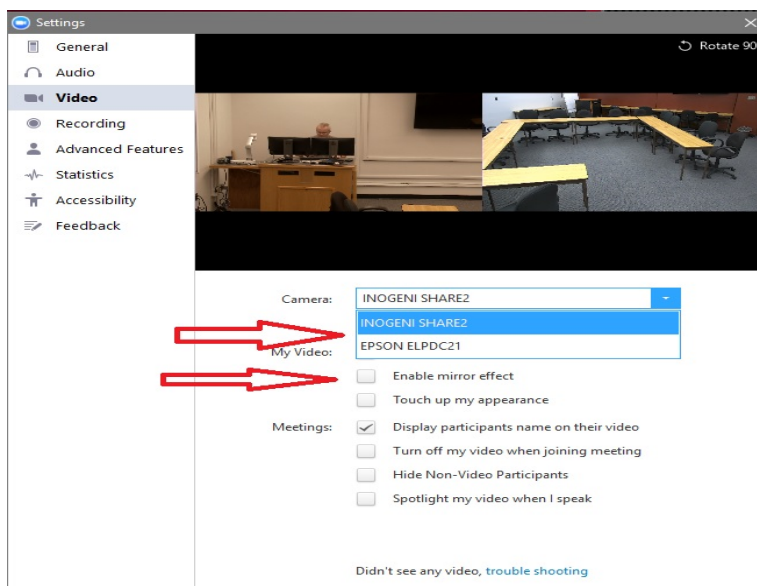 Settings
General
Rotate 90
Audio
Video
Recording
Advanced Features
Statistics
Accessibility
Feedback
Camera: INOGENI SHARE2
INOGENI SHARE2
EPSON ELPDC21
My Video:
Enable mirror effect
Touch up my appearance
Meetings: Display participants name on their video
Turn off my video when joining meeting
Hide Non-Video Participants
Spotlight my video when I speak
Didn't see any video, trouble shooting